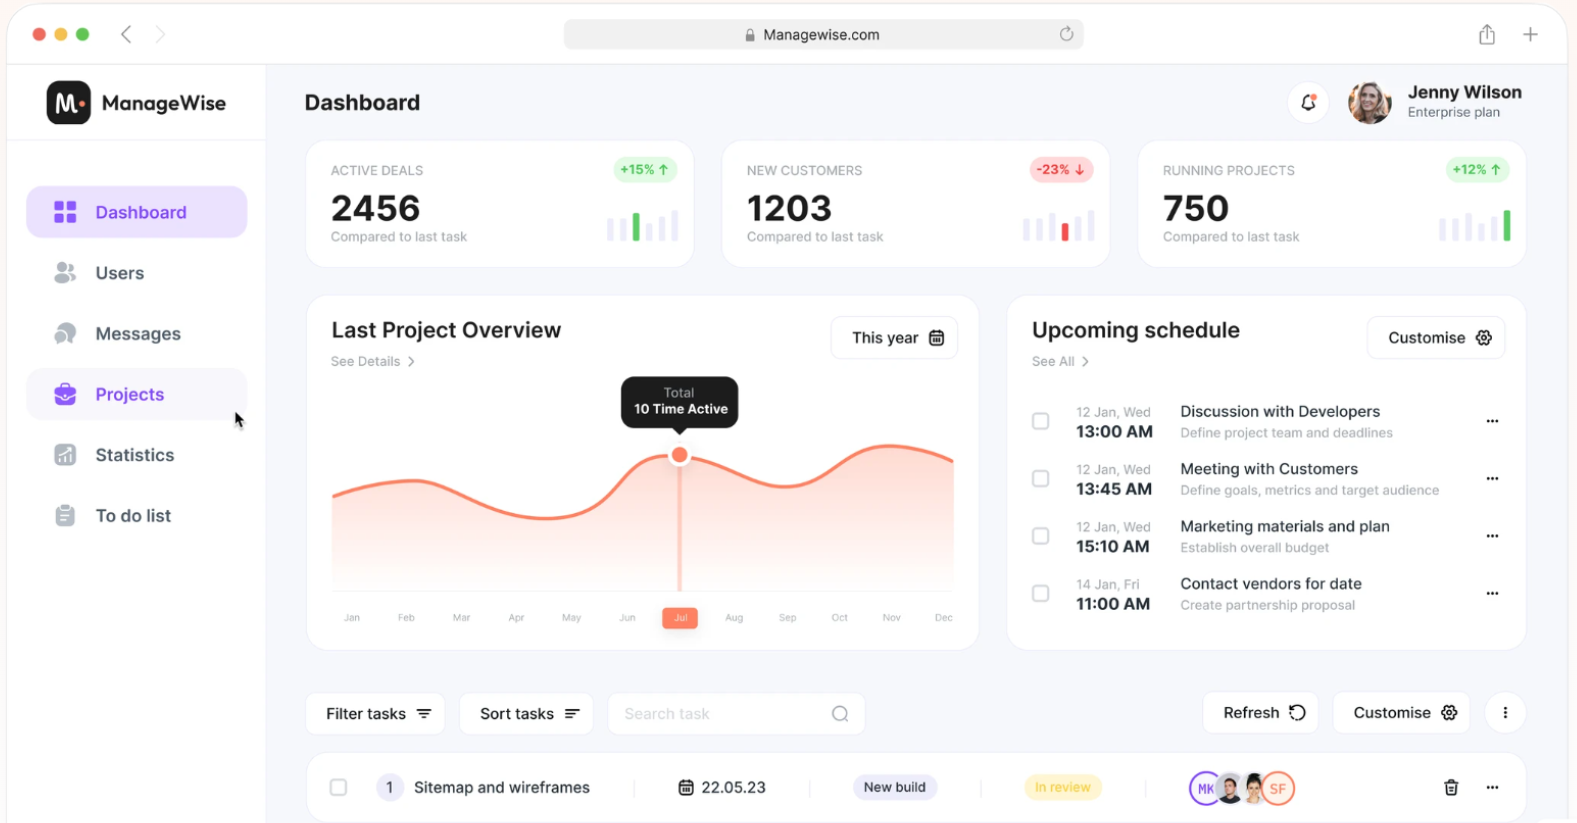 Managewise.com
M.
ManageWise
Dashboard
Jenny Wilson
Enterprise plan
Dashboard
Users
Messages
Projects
Statistics
To do list
ACTIVE DEALS
+15% ↑
2456
Compared to last task
NEW CUSTOMERS
-23% ↓
1203
Compared to last task
RUNNING PROJECTS
+12% ↑
750
Compared to last task
Last Project Overview
See Details >
This year
Total
10 Time Active
Jan Feb Mar Apr May Jun Jul Aug Sep Oct Nov Dec
Upcoming schedule
See All >
Customise
12 Jan, Wed
13:00 AM
Discussion with Developers
Define project team and deadlines
12 Jan, Wed
13:45 AM
Meeting with Customers
Define goals, metrics and target audience
12 Jan, Wed
15:10 AM
Marketing materials and plan
Establish overall budget
14 Jan, Fri
11:00 AM
Contact vendors for date
Create partnership proposal
Filter tasks
Sort tasks
Search task
Refresh
Customise
1 Sitemap and wireframes 22.05.23 New build In review MK SF